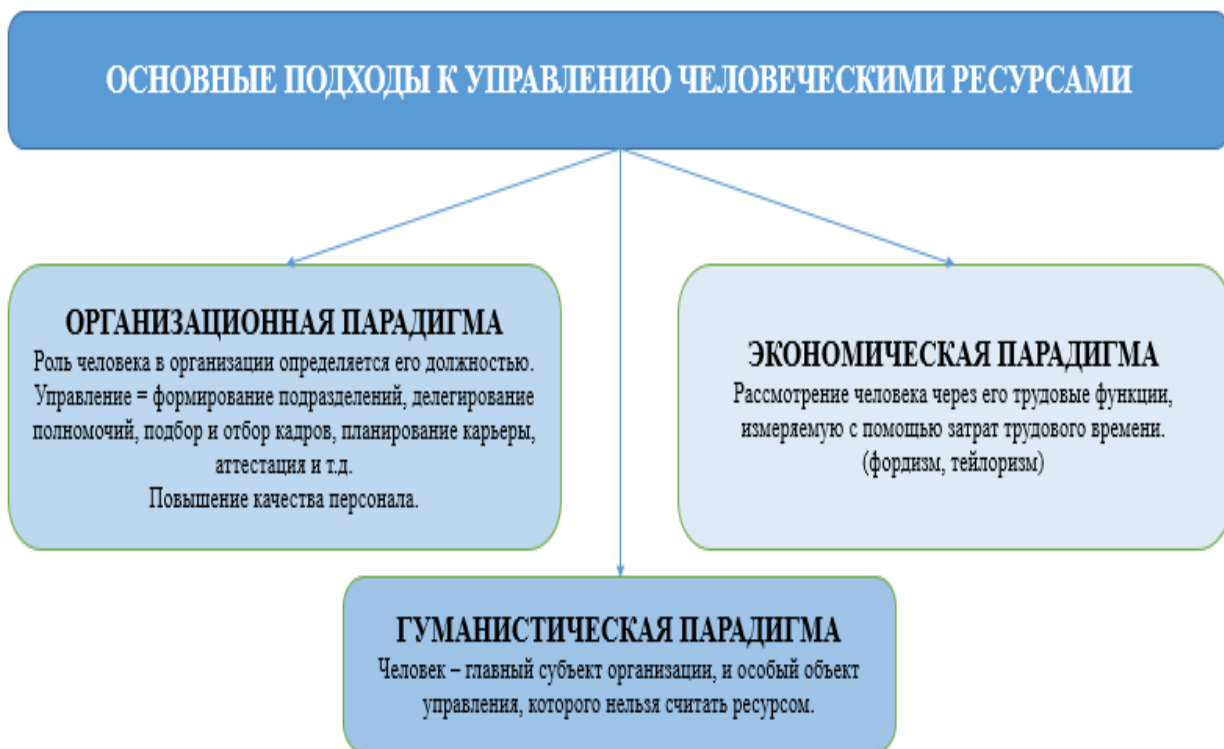 ОСНОВНЫЕ ПОДХОДЫ К УПРАВЛЕНИЮ ЧЕЛОВЕЧЕСКИМИ РЕСУРСАМИ
ОРГАНИЗАЦИОННАЯ ПАРАДИГМА
Роль человека в организации определяется его должностью.
Управление = формирование подразделений, делегирование
полномочий, подбор и отбор кадров, планирование карьеры,
аттестация и т.д.
Повышение качества персонала.
ЭКОНОМИЧЕСКАЯ ПАРАДИГМА
Рассмотрение человека через его трудовые функции,
измеряемую с помощью затрат трудового времени.
(фордизм, тейлоризм)
ГУМАНИСТИЧЕСКАЯ ПАРАДИГМА
Человек – главный субъект организации, и особый объект
управления, которого нельзя считать ресурсом.